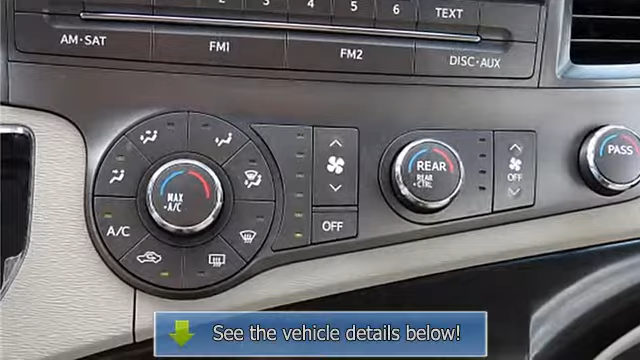 1 2 3 4 5 6 TEXT
AM·SAT FM1 FM2 DISC·AUX
MAX
·A/C
A/C
OFF
REAR
REAR
·CTRL
OFF
PASS
See the vehicle details below!